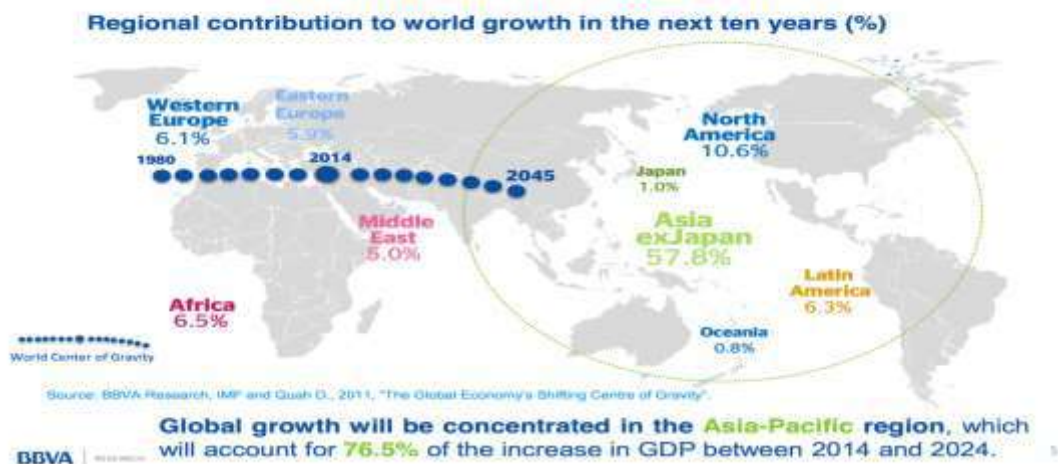 Regional contribution to world growth in the next ten years (%)
Western
Europe
6.1%
Eastern
Europe
5.9%
North
America
10.6%
1980
2014
2045
Japan
1.0%
Middle
East
5.0%
Asia
exJapan
57.8%
Latin
America
6.3%
Africa
6.5%
Oceania
0.8%
World Center of Gravity
Source: BBVA Research, IMF and Quah D., 2011, "The Global Economy's Shifting Centre of Gravity".
Global growth will be concentrated in the Asia-Pacific region, which
will account for 76.5% of the increase in GDP between 2014 and 2024.
BBVA